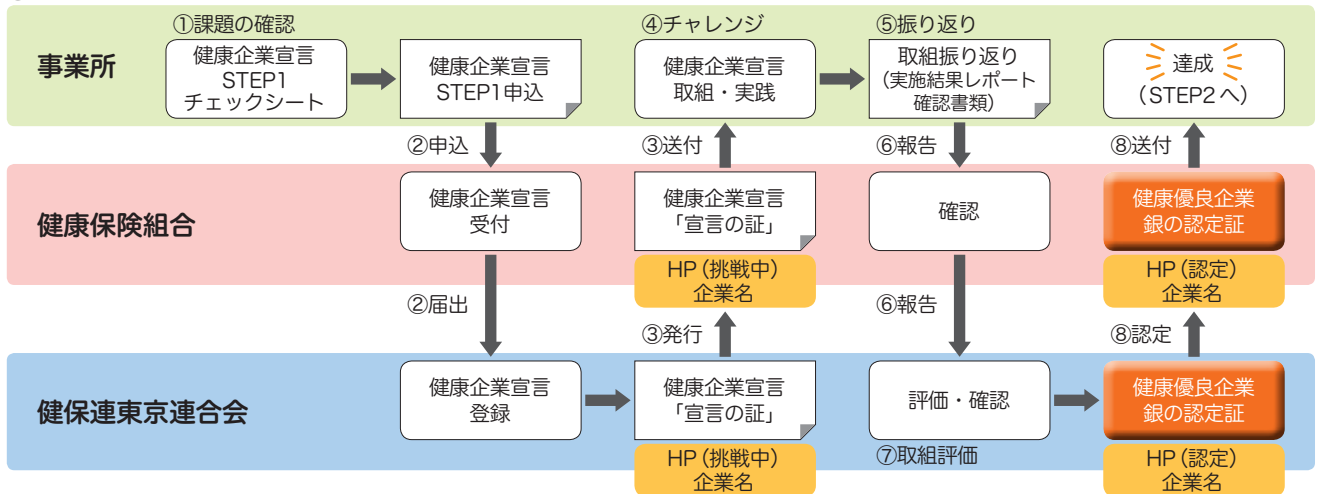 ①課題の確認
④チャレンジ
⑤振り返り
事業所
健康企業宣言
STEP1
チェックシート
健康企業宣言
STEP1申込
健康企業宣言
取組・実践
取組振り返り
(実施結果レポート
確認書類)
達成
(STEP2へ)
②申込
③送付
⑥報告
⑧送付
健康保険組合
健康企業宣言
受付
健康企業宣言
「宣言の証」
HP(挑戦中)
企業名
確認
健康優良企業
銀の認定証
HP(認定)
企業名
②届出
③発行
⑥報告
⑧認定
健保連東京連合会
健康企業宣言
登録
健康企業宣言
「宣言の証」
HP(挑戦中)
企業名
評価・確認
⑦取組評価
健康優良企業
銀の認定証
HP(認定)
企業名